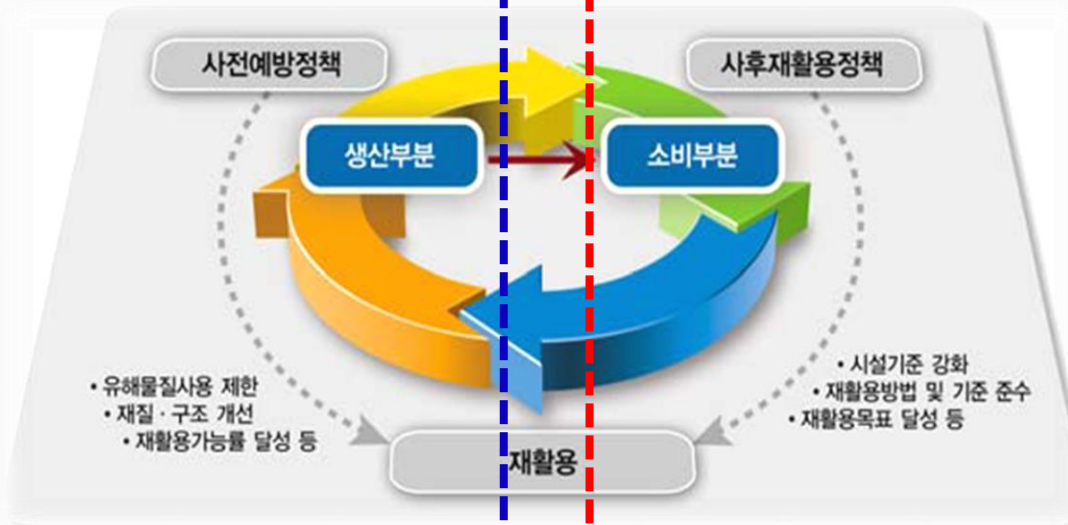 사전예방정책
사후재활용정책
생산부분
소비부분
• 유해물질사용 제한
• 재질 · 구조 개선
• 재활용가능률 달성 등
• 시설기준 강화
• 재활용방법 및 기준 준수
• 재활용목표 달성 등
재활용